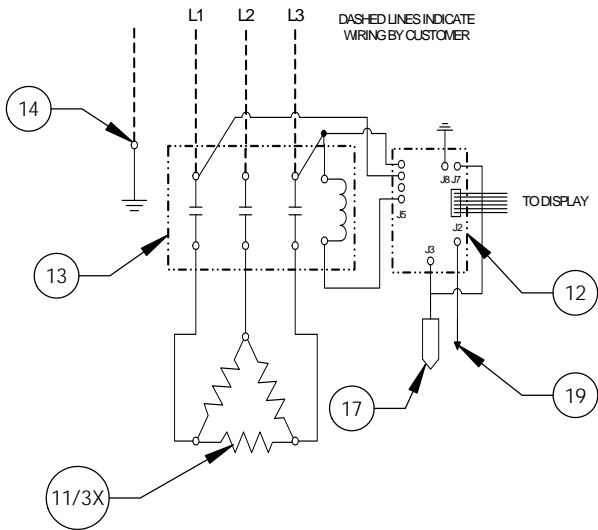 L1 L2 L3
DASHED LINES INDICATE
WIRING BY CUSTOMER
14
J8 J7
J5
TO DISPLAY
J2
J3
13
12
17
19
11/3X